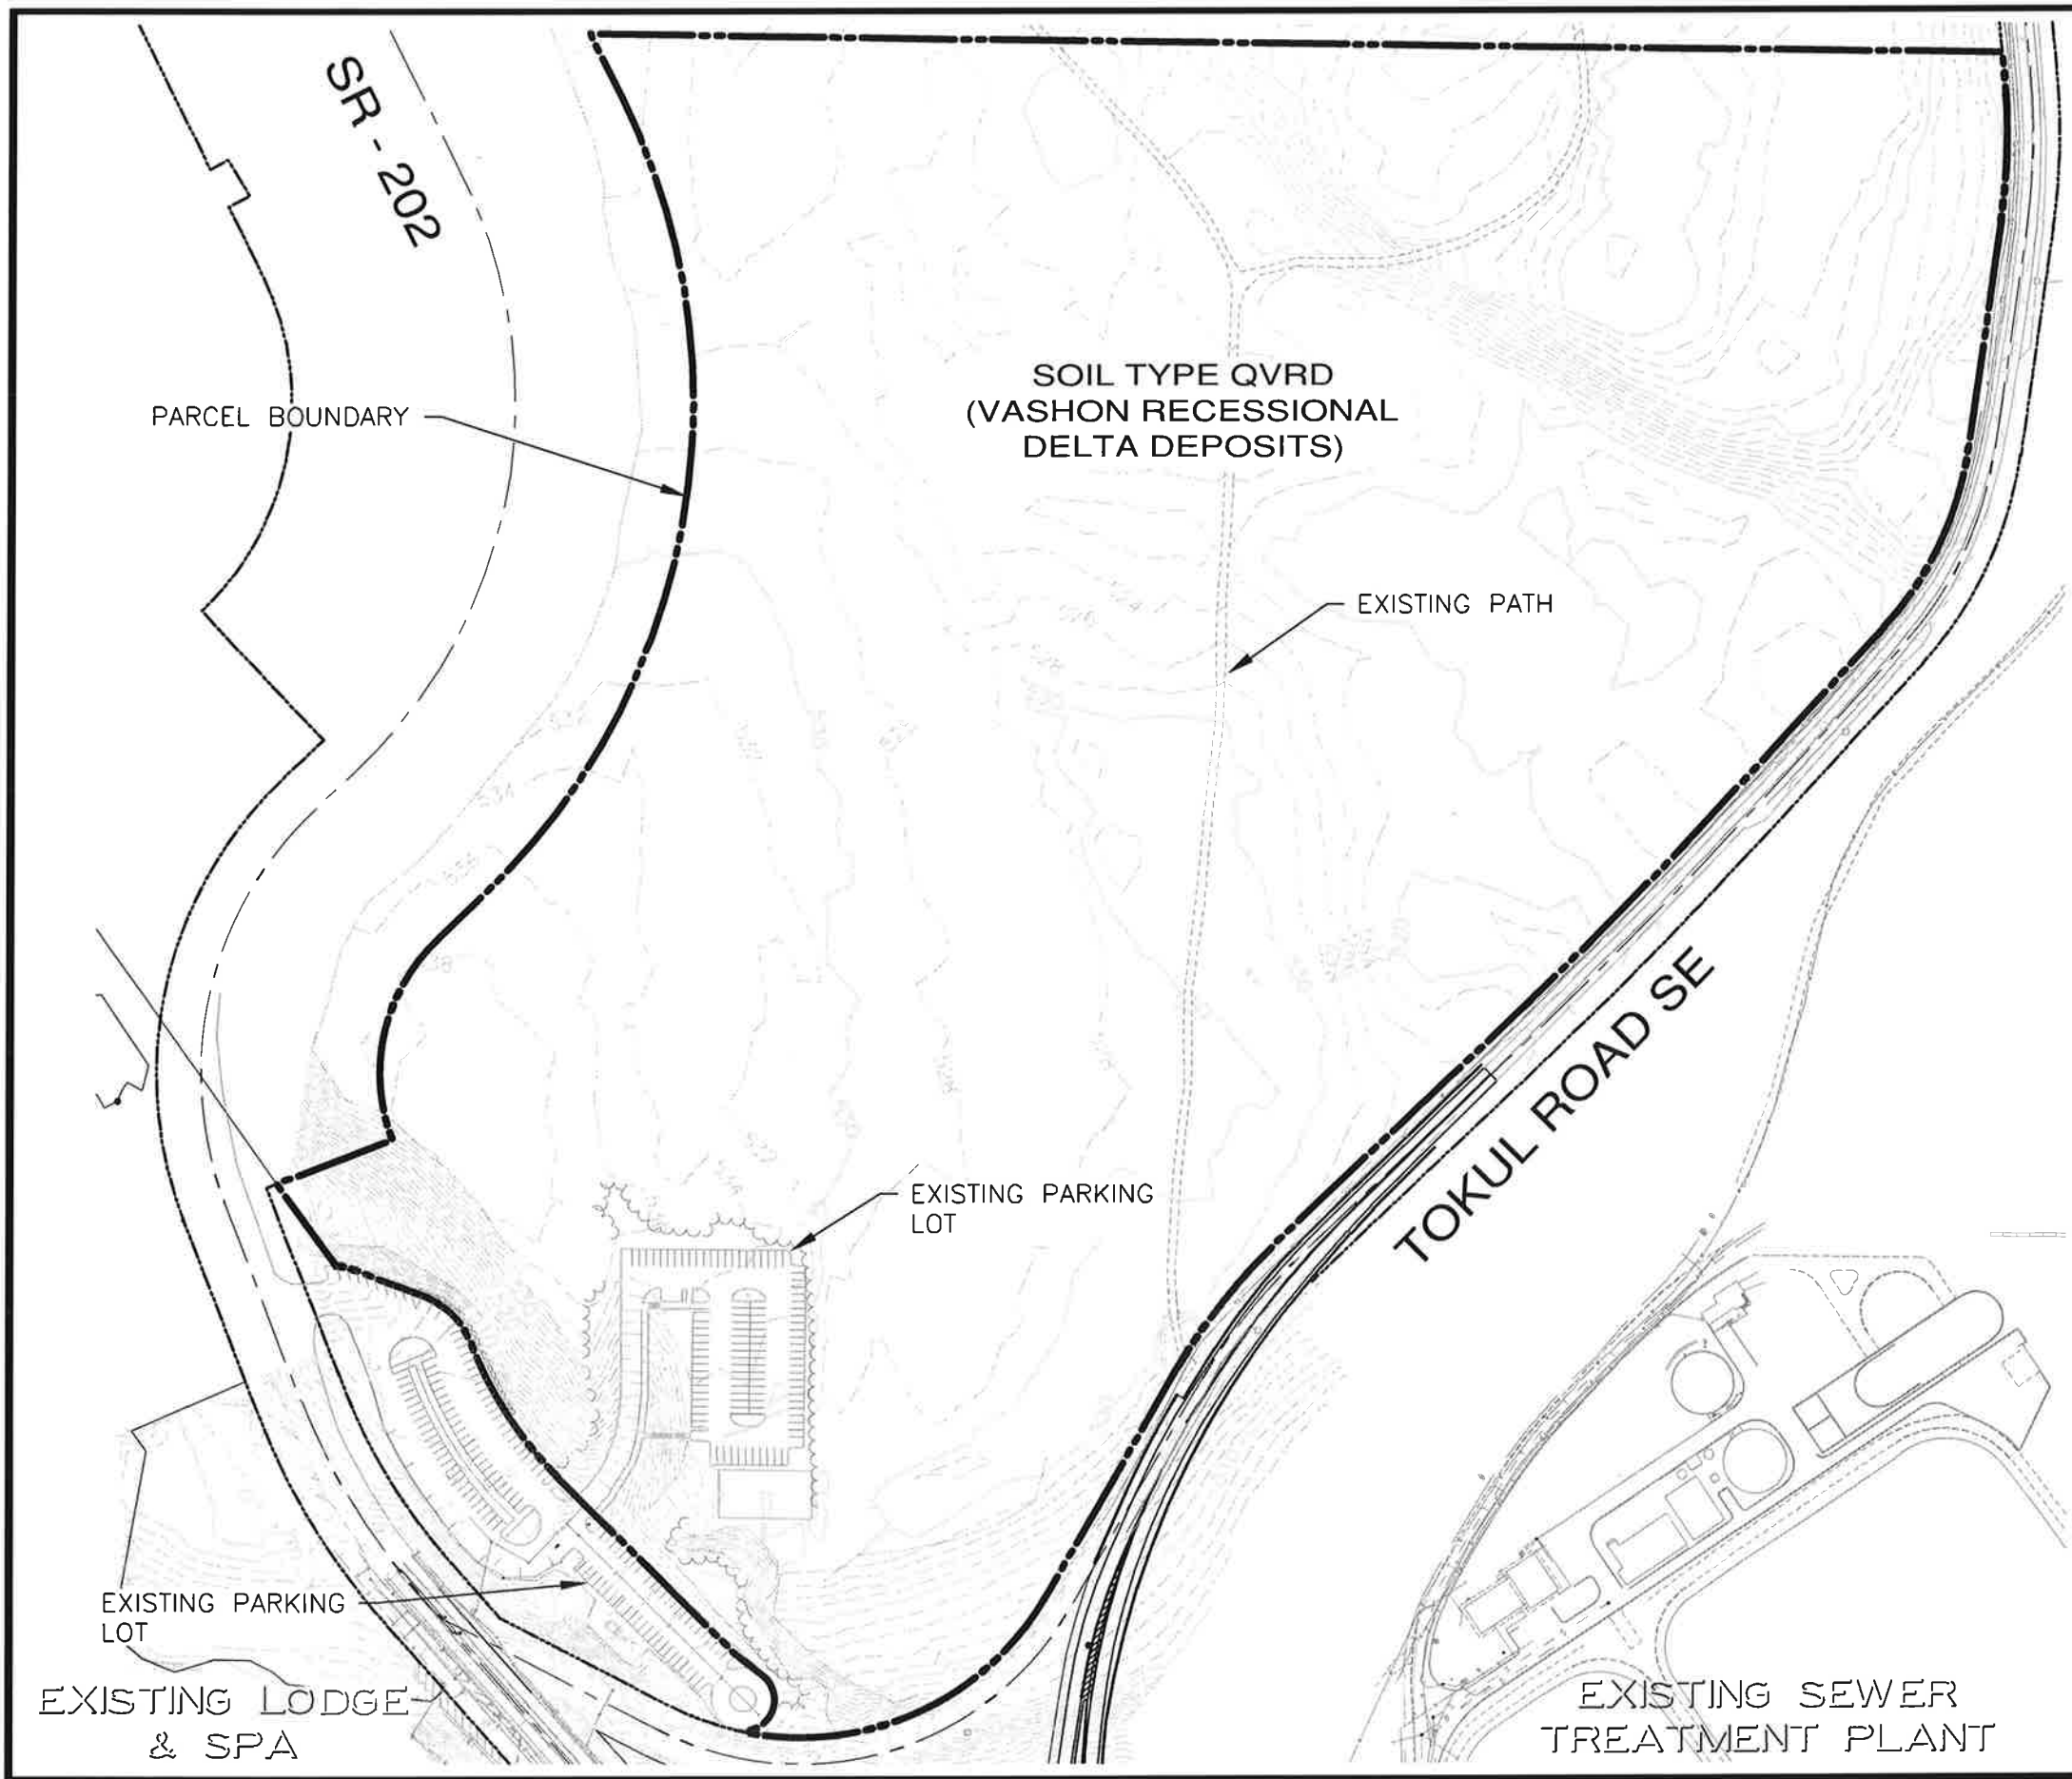 SR - 202
SOIL TYPE QVRD
(VASHON RECESSIONAL
DELTA DEPOSITS)
PARCEL BOUNDARY
EXISTING PATH
534
TOKUL ROAD SE
EXISTING PARKING
LOT
EXISTING PARKING
LOT
EXISTING LODGE
& SPA
EXISTING SEWER
TREATMENT PLANT